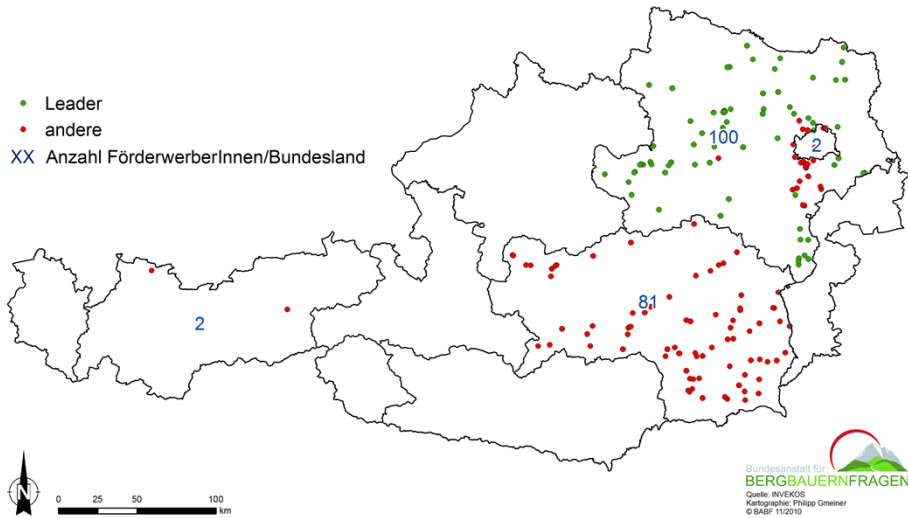 Leader
andere
XX Anzahl FörderwerberInnen/Bundesland
100
2
81
2
N
0 25 50 100
km
Bundesanstalt für
BERGBAUERNFRAGEN
Quelle: INVEKOS
Kartographie: Philipp Gmeiner
© BABF 11/2010